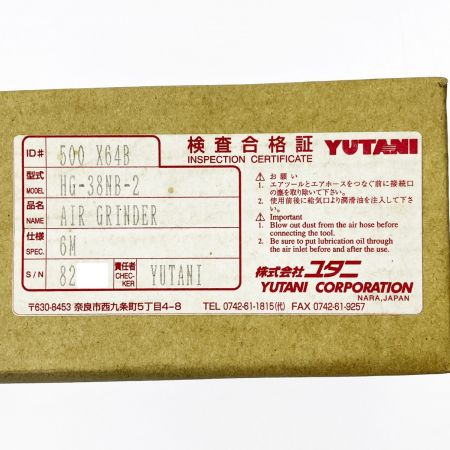 ID# 500 X64B
型式 MODEL HG-38MB-2
品名 NAME AIR GRINDER
仕様 SPEC. 6M
S/N 82 責任者 CHEC-KER YUTANI
検査合格証
INSPECTION CERTIFICATE
YUTANI
⚠ お願い
1. エアツールとエアホースをつなぐ前に接続口
の塵を取り除いて下さい。
2. 使用前後に給気口より潤滑油を注入して下さ
い。
⚠ Important
1. Blow out dust from the air hose before
connecting the tool.
2. Be sure to put lubrication oil through
the air inlet before and after the use.
株式会社ユタニ
YUTANI CORPORATION
NARA, JAPAN
〒630-8453 奈良市西九条町5丁目4-8 TEL 0742-61-1815(代) FAX 0742-61-9257